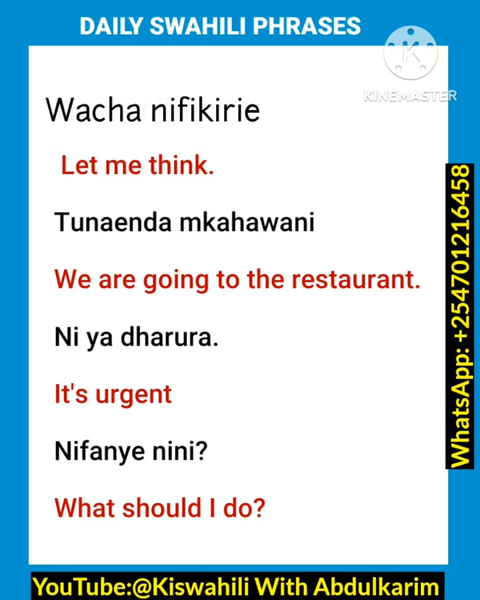 DAILY SWAHILI PHRASES
K
KINEMASTER
Wacha nifikirie
Let me think.
Tunaenda mkahawani
We are going to the restaurant.
Ni ya dharura.
It's urgent
Nifanye nini?
What should I do?
WhatsApp: +254701216458
YouTube:@Kiswahili With Abdulkarim